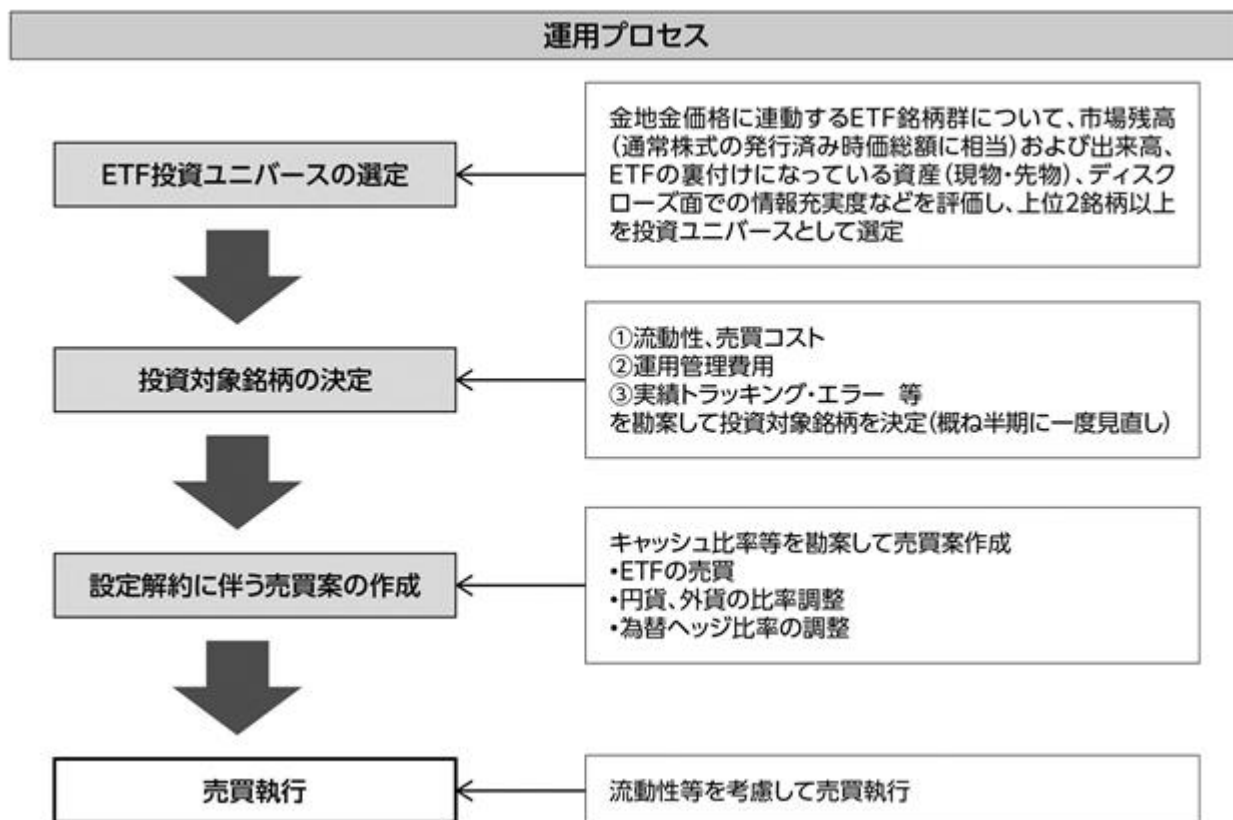 運用プロセス
ETF投資ユニバースの選定
金地金価格に連動するETF銘柄群について、市場残高
(通常株式の発行済み時価総額に相当)および出来高、
ETFの裏付けになっている資産(現物・先物)、ディスク
ローズ面での情報充実度などを評価し、上位2銘柄以上
を投資ユニバースとして選定
投資対象銘柄の決定
①流動性、売買コスト
②運用管理費用
③実績トラッキング・エラー 等
を勘案して投資対象銘柄を決定(概ね半期に一度見直し)
設定解約に伴う売買案の作成
キャッシュ比率等を勘案して売買案作成
・ETFの売買
・円貨、外貨の比率調整
・為替ヘッジ比率の調整
売買執行
流動性等を考慮して売買執行